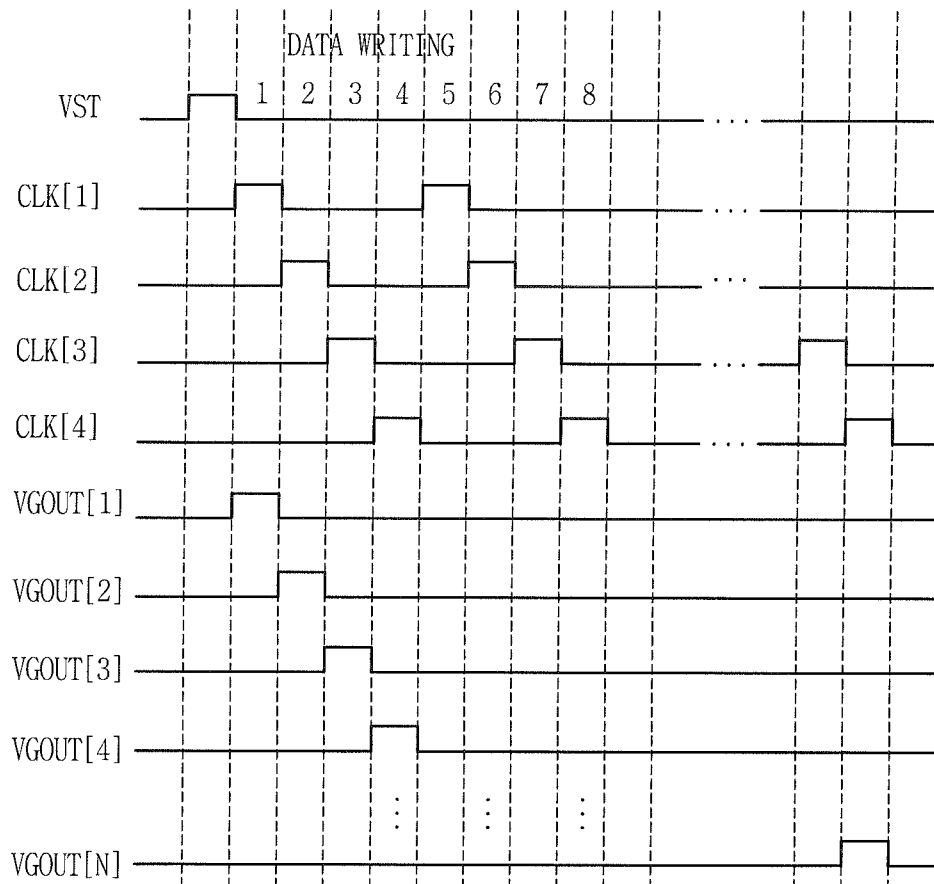 DATA WRITING
VST 1 2 3 4 5 6 7 8 ...
CLK[1] ...
CLK[2] ...
CLK[3] ...
CLK[4] ...
VGOUT[1]
VGOUT[2]
VGOUT[3]
VGOUT[4]
VGOUT[N]